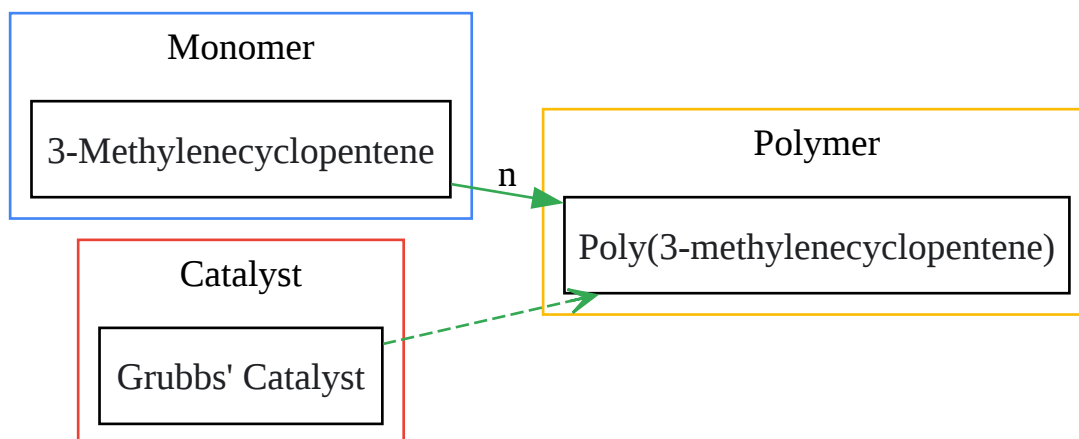 Monomer
3-Methylenecyclopentene
n
Polymer
Poly(3-methylenecyclopentene)
Catalyst
Grubbs' Catalyst